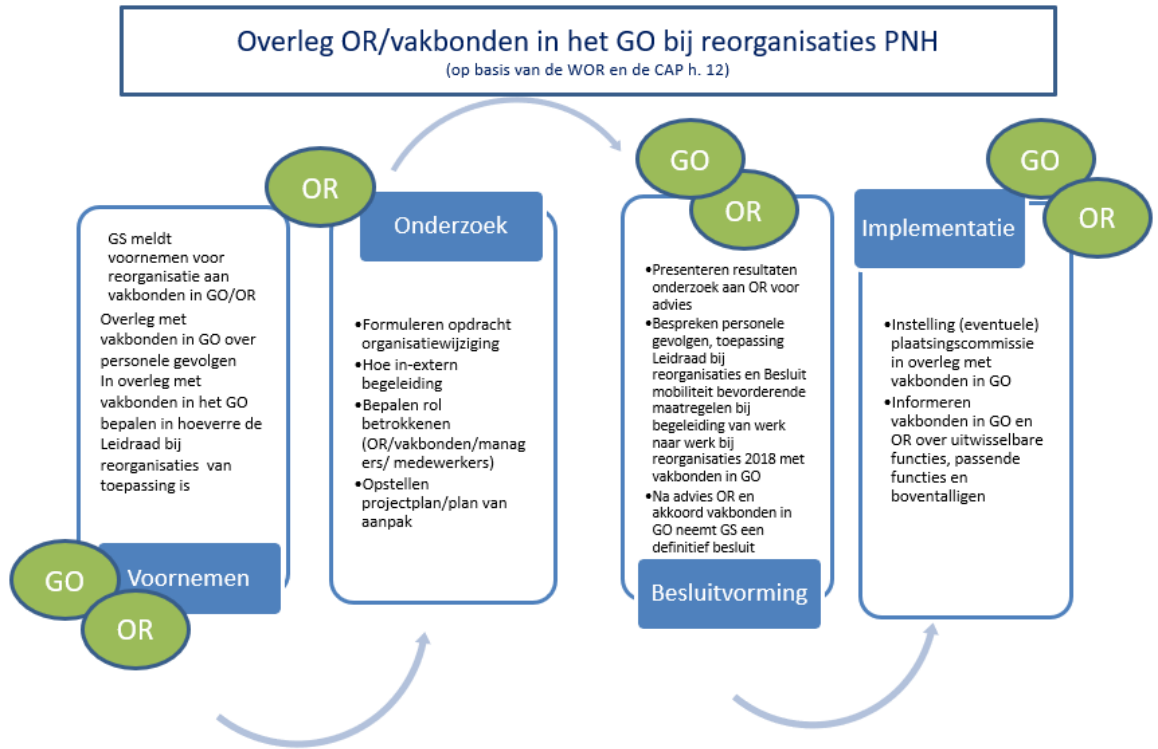 Overleg OR/vakbonden in het GO bij reorganisaties PNH
(op basis van de WOR en de CAP h. 12)
GS meldt
voornemen voor
reorganisatie aan
vakbonden in GO/OR
Overleg met
vakbonden in GO over
personele gevolgen
In overleg met
vakbonden in het GO
bepalen in hoeverre de
Leidraad bij
reorganisaties van
toepassing is
Voornemen
GO
OR
OR
Onderzoek
•Formuleren opdracht
organisatiewijziging
•Hoe in-extern
begeleiding
•Bepalen rol
betrokkenen
(OR/vakbonden/manag
ers/ medewerkers)
•Opstellen
projectplan/plan van
aanpak
GO
OR
•Presenteren resultaten
onderzoek aan OR voor
advies
•Bespreken personele
gevolgen, toepassing
Leidraad bij
reorganisaties en Besluit
mobiliteit bevorderende
maatregelen bij
begeleiding van werk
naar werk bij
reorganisaties 2018 met
vakbonden in GO
•Na advies OR en
akkoord vakbonden in
GO neemt GS een
definitief besluit
Besluitvorming
GO
OR
Implementatie
•Instelling (eventuele)
plaatsingscommissie
in overleg met
vakbonden in GO
•Informeren
vakbonden in GO en
OR over uitwisselbare
functies, passende
functies en
boventalligen